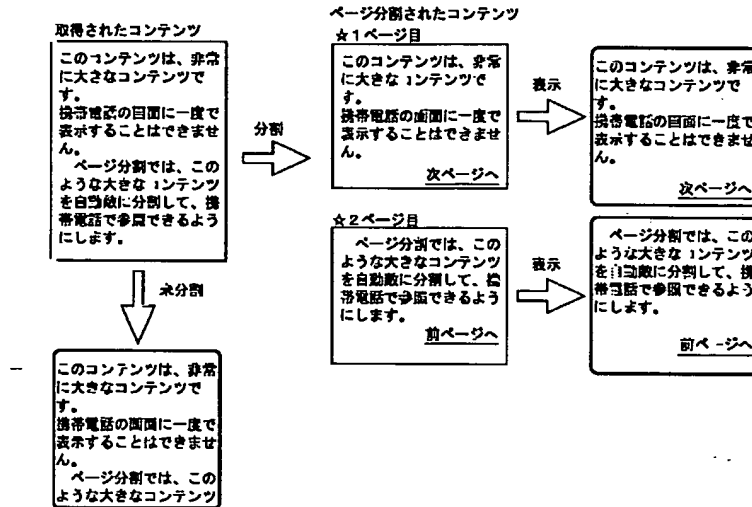 取得されたコンテンツ
このコンテンツは、非常
に大きなコンテンツで
す。
携帯電話の画面に一度で
表示することはできませ
ん。
ページ分割では、この
ような大きなコンテンツ
を自動敵に分割して、携
帯電話で参照できるよう
にします。
分割
未分割
このコンテンツは、非常
に大きなコンテンツで
す。
携帯電話の画面に一度で
表示することはできませ
ん。
ページ分割では、この
ような大きなコンテンツ
ページ分割されたコンテンツ
☆1ページ目
このコンテンツは、非常
に大きなコンテンツで
す。
携帯電話の画面に一度で
表示することはできませ
ん。
次ページへ
表示
このコンテンツは、非常
に大きなコンテンツで
す。
携帯電話の画面に一度で
表示することはできませ
ん。
次ページへ
☆2ページ目
ページ分割では、この
ような大きなコンテンツ
を自動敵に分割して、携
帯電話で参照できるよう
にします。
前ページへ
表示
ページ分割では、この
ような大きなコンテンツ
を自動敵に分割して、携
帯電話で参照できるよう
にします。
前ページへ